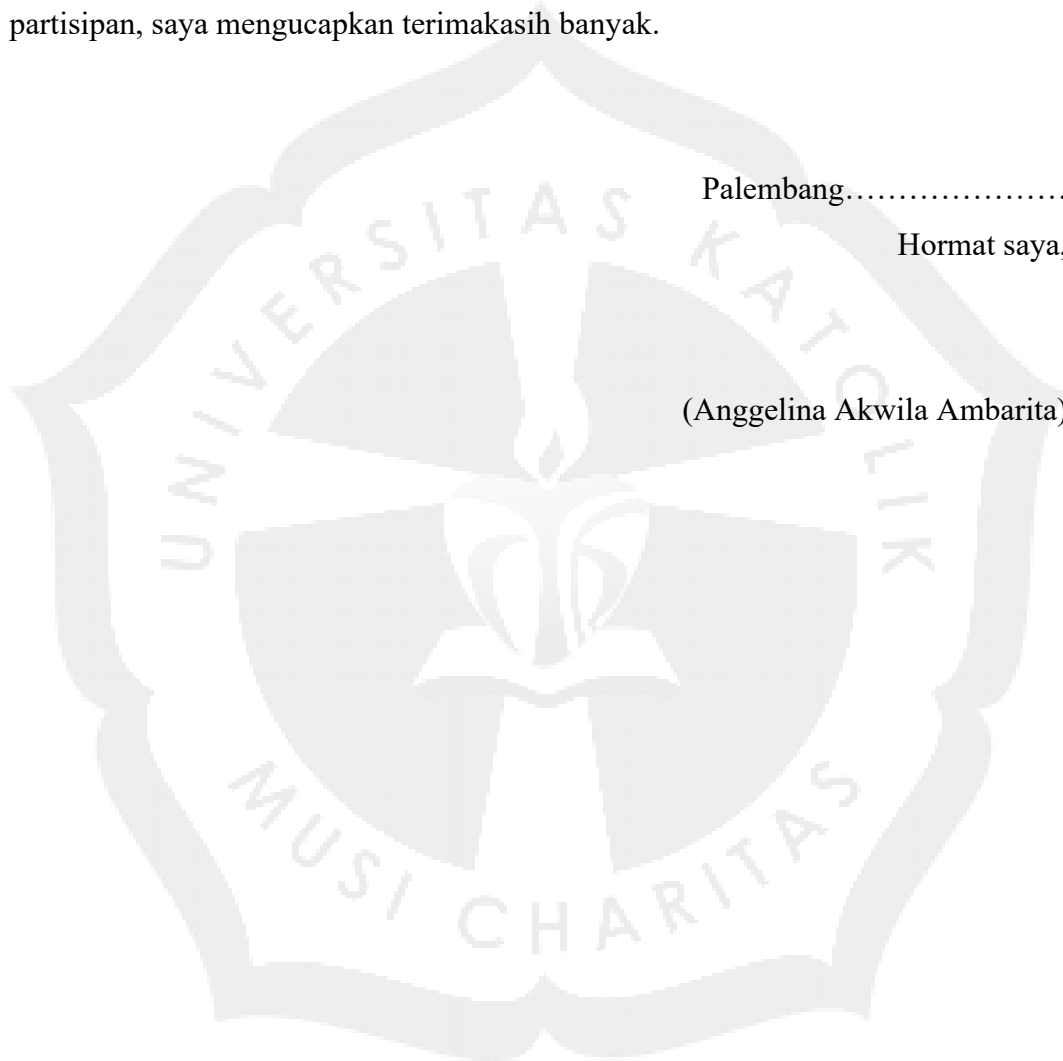 partisipan, saya mengucapkan terimakasih banyak.
Palembang…………………
Hormat saya,
(Anggelina Akwila Ambarita)
UNIVERSITAS KATOLIK
MUSI CHARITAS